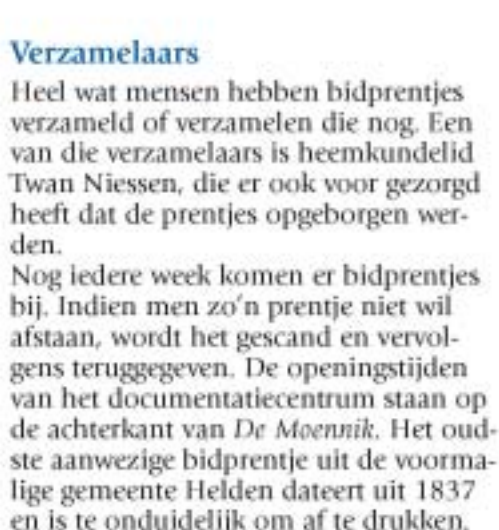 Verzamelaars
Heel wat mensen hebben bidprentjes
verzameld of verzamelen die nog. Een
van die verzamelaars is heemkundelid
Twan Niessen, die er ook voor gezorgd
heeft dat de prentjes opgeborgen wer-
den.
Nog iedere week komen er bidprentjes
bij. Indien men zo'n prentje niet wil
afstaan, wordt het gescand en vervol-
gens teruggegeven. De openingstijden
van het documentatiecentrum staan op
de achterkant van De Moennik. Het oud-
ste aanwezige bidprentje uit de voorma-
lige gemeente Helden dateert uit 1837
en is te onduidelijk om af te drukken.